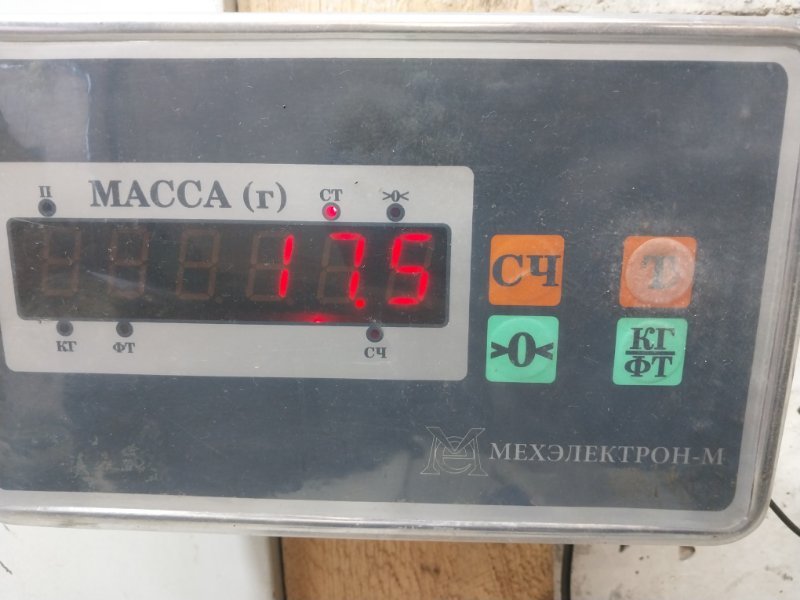 П МАССА (г) СТ >0<
17.5
КГ ФТ СЧ
СЧ Т
>0< КГ/ФТ
МЕХЭЛЕКТРОН-М